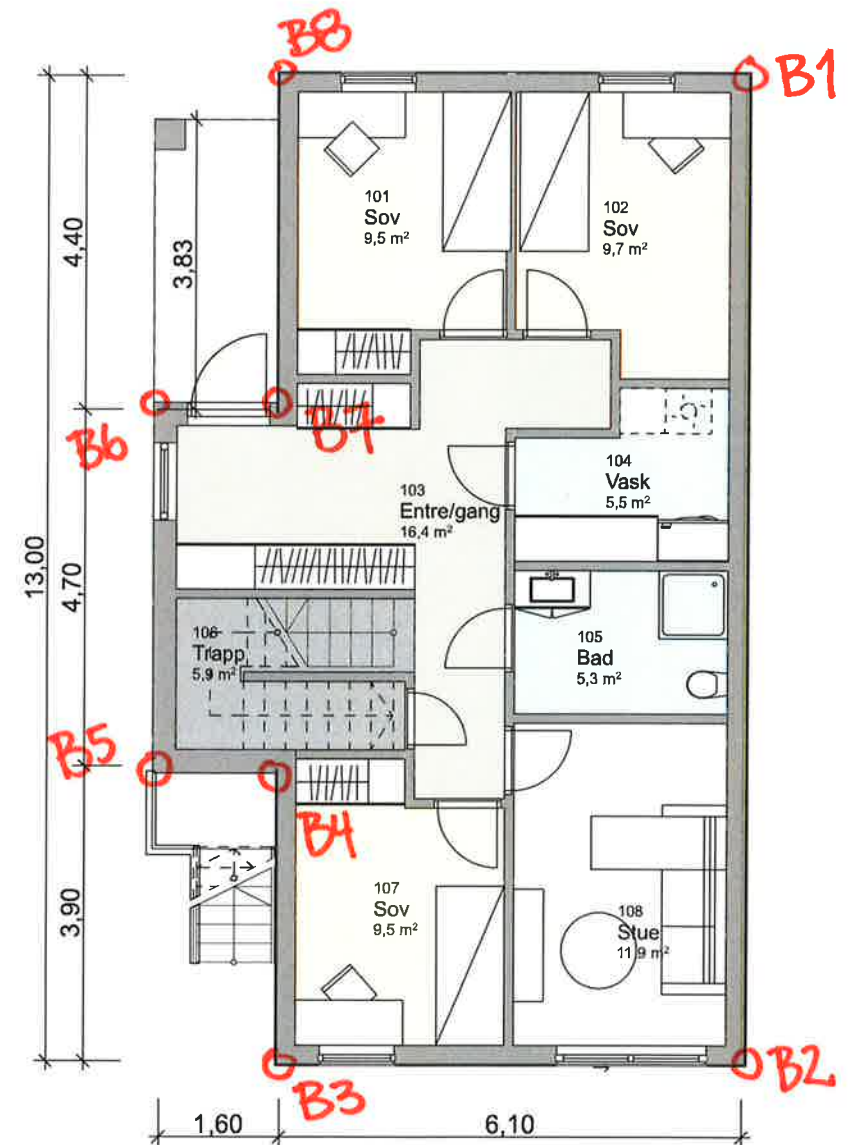 B8
B1
101
Sov
9,5 m²
102
Sov
9,7 m²
4,40
3,83
B6
B7
104
Vask
5,5 m²
103
Entre/gang
16,4 m²
13,00
4,70
106
Trapp
5,9 m²
105
Bad
5,3 m²
B5
B4
107
Sov
9,5 m²
108
Stue
11,9 m²
3,90
B3
B2
1,60
6,10